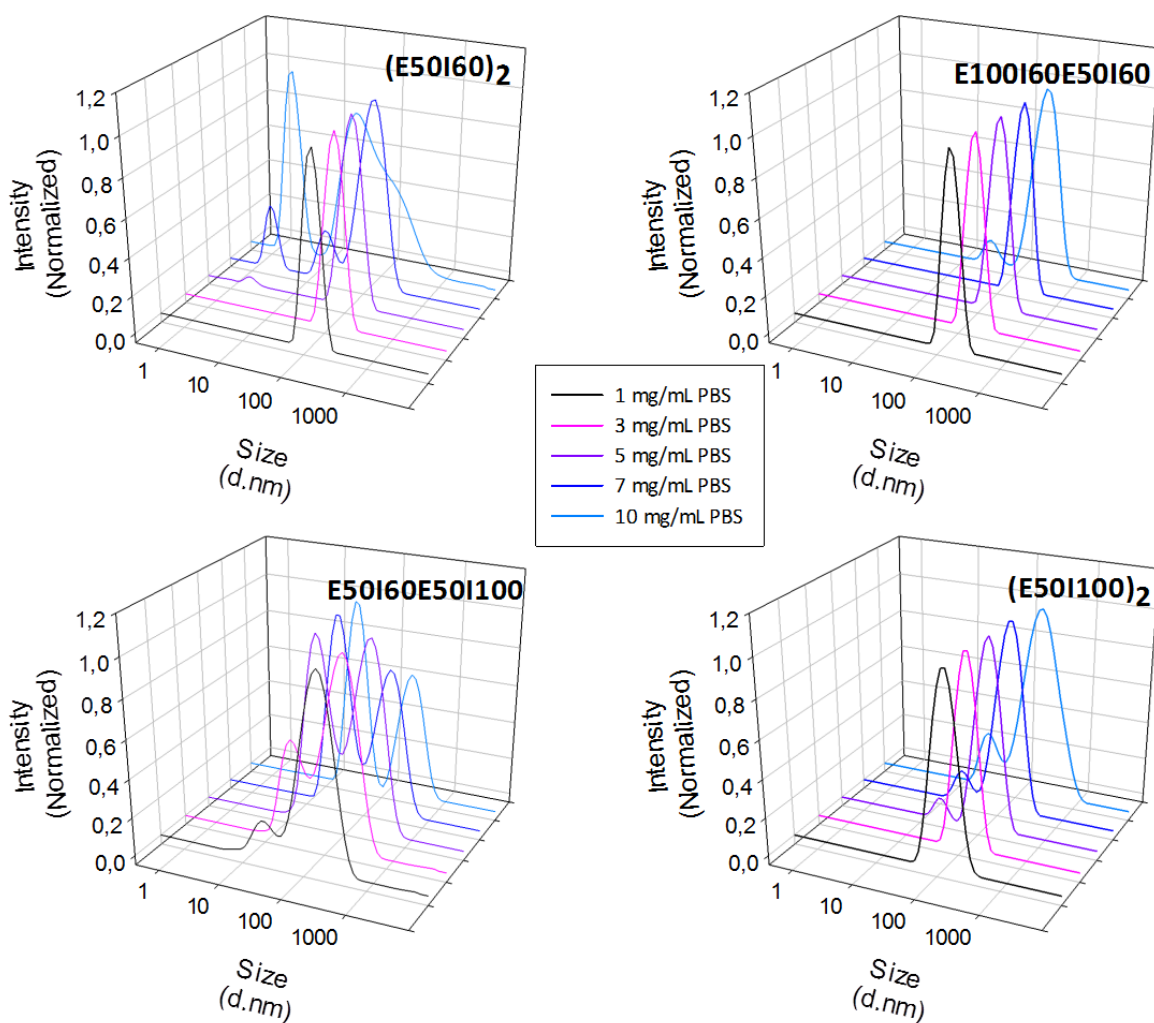 (E50I60)2
1,2
1,0
0,8
0,6
0,4
0,2
0,0
Intensity
(Normalized)
1
10
100
1000
Size
(d.nm)
E100I60E50I60
1,2
1,0
0,8
0,6
0,4
0,2
0,0
Intensity
(Normalized)
1
10
100
1000
Size
(d.nm)
1 mg/mL PBS
3 mg/mL PBS
5 mg/mL PBS
7 mg/mL PBS
10 mg/mL PBS
E50I60E50I100
1,2
1,0
0,8
0,6
0,4
0,2
0,0
Intensity
(Normalized)
1
10
100
1000
Size
(d.nm)
(E50I100)2
1,2
1,0
0,8
0,6
0,4
0,2
0,0
Intensity
(Normalized)
1
10
100
1000
Size
(d.nm)